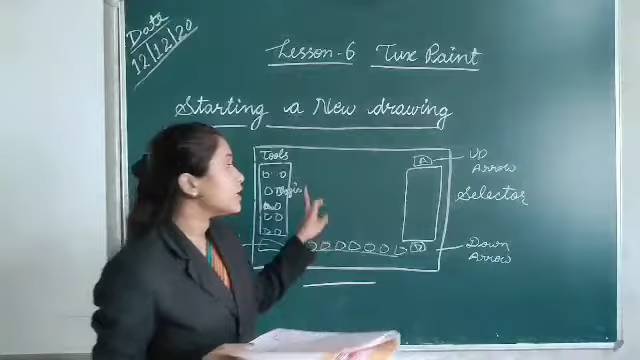 Date
12/12/20
Lesson-6 Tux Paint
Starting a New drawing
Tools
Magic
UP
Arrow
Selector
Down
Arrow